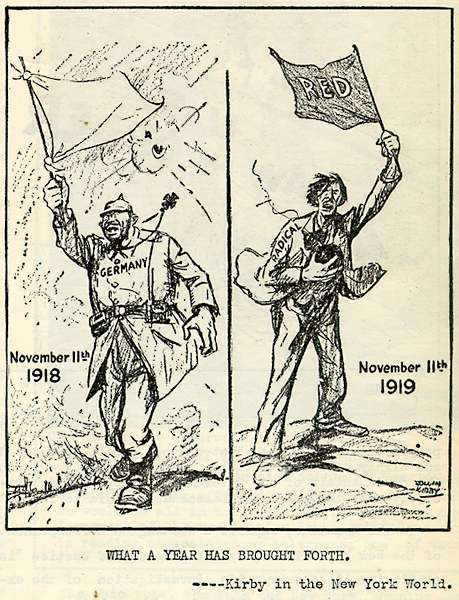 GERMANY
November 11th
1918
RED
RADICAL
November 11th
1919
ROLLIN
KIRBY
WHAT A YEAR HAS BROUGHT FORTH.
----Kirby in the New York World.